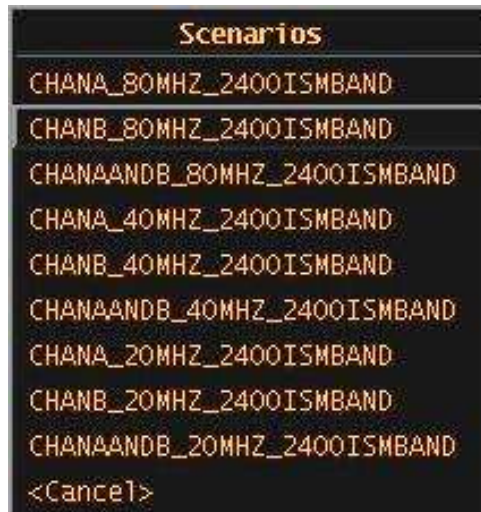 Scenarios
CHANA_80MHZ_2400ISMBAND
CHANB_80MHZ_2400ISMBAND
CHANAANDB_80MHZ_2400ISMBAND
CHANA_40MHZ_2400ISMBAND
CHANB_40MHZ_2400ISMBAND
CHANAANDB_40MHZ_2400ISMBAND
CHANA_20MHZ_2400ISMBAND
CHANB_20MHZ_2400ISMBAND
CHANAANDB_20MHZ_2400ISMBAND
<Cancel>